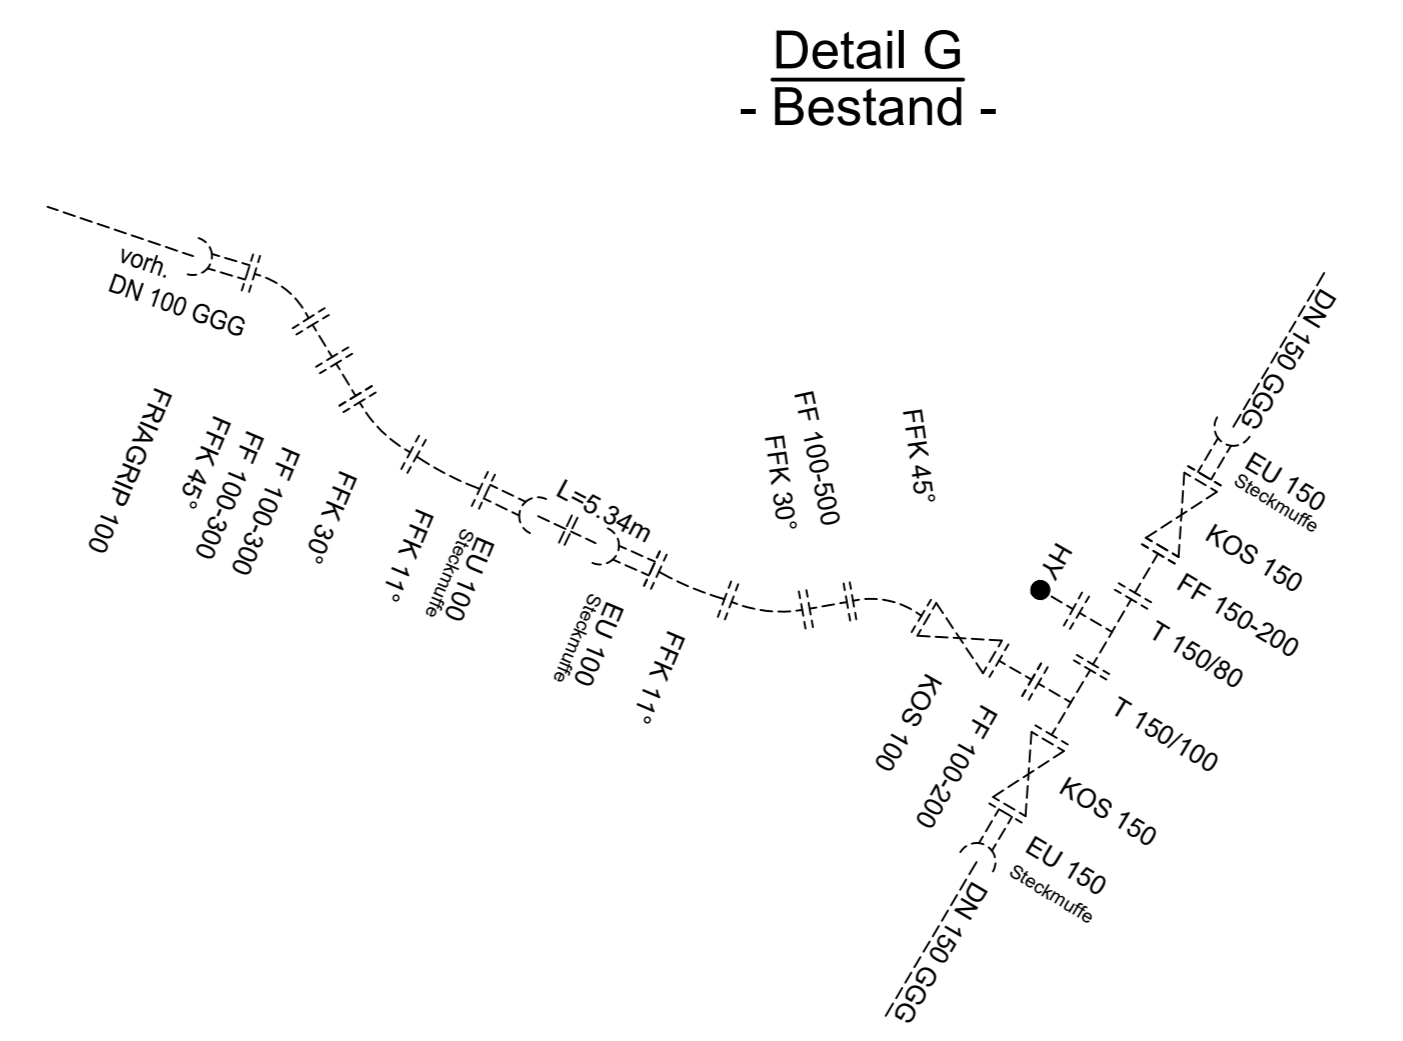 Detail G
- Bestand -
vorh.
DN 100 GGG
FRIAGRIP 100
FFK 45°
FF 100-300
FF 100-300
FFK 30°
FFK 11°
EU 100
Steckmuffe
L=5.34m
EU 100
Steckmuffe
FFK 11°
FFK 30°
FF 100-500
FFK 45°
KOS 100
FF 100-200
HY
DN 150 GGG
EU 150
Steckmuffe
KOS 150
FF 150-200
T 150/80
T 150/100
KOS 150
EU 150
Steckmuffe
DN 150 GGG